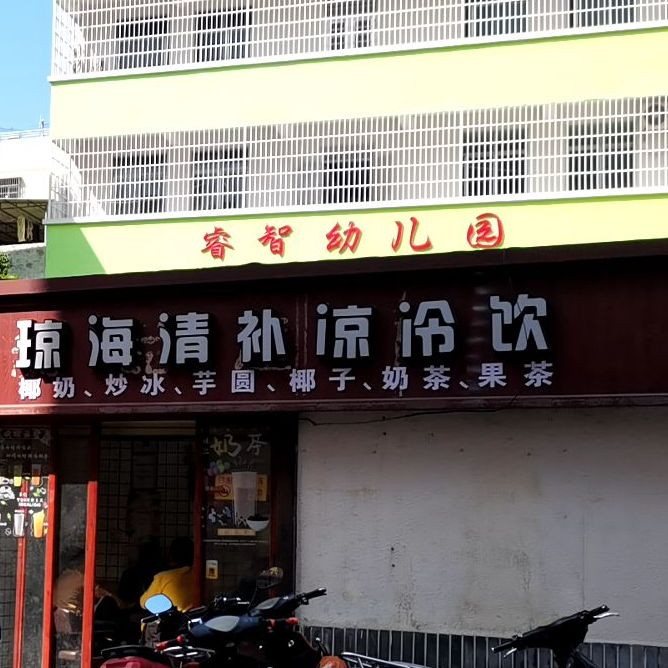 睿智幼儿园
琼海清补凉冷饮
椰奶、炒冰、芋圆、椰子、奶茶、果茶
奶茶